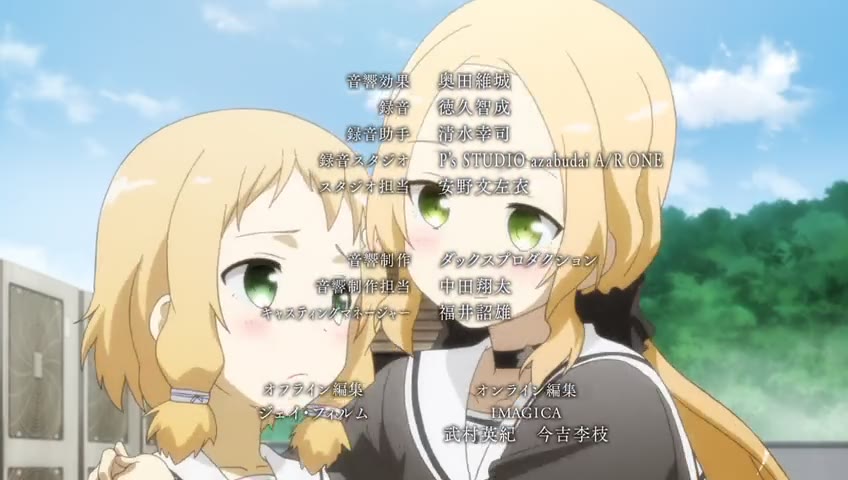 音響効果 奥田維城
録音 徳久智成
録音助手 清水幸司
録音スタジオ P's STUDIO azabudai A/R ONE
スタジオ担当 安野文左衣
音響制作 ダックスプロダクション
音響制作担当 中田翔太
キャスティングマネージャー 福井韶雄
オフライン編集 オンライン編集
ジェイ・フィルム IMAGICA
武村英紀 今吉李枝